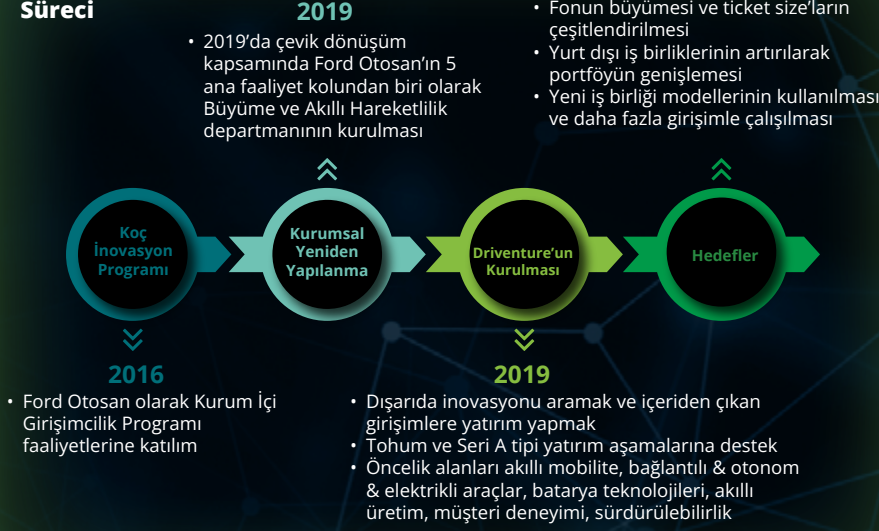 Süreci
2019
• 2019’da çevik dönüşüm
kapsamında Ford Otosan’ın 5
ana faaliyet kolundan biri olarak
Büyüme ve Akıllı Hareketlilik
departmanının kurulması
• Fonun büyümesi ve ticket size’ların
çeşitlendirilmesi
• Yurt dışı iş birliklerinin artırılarak
portföyün genişlemesi
• Yeni iş birliği modellerinin kullanılması
ve daha fazla girişimle çalışılması
Koç
İnovasyon
Programı
Kurumsal
Yeniden
Yapılanma
Driventure’un
Kurulması
Hedefler
2016
• Ford Otosan olarak Kurum İçi
Girişimcilik Programı
faaliyetlerine katılım
2019
• Dışarıda inovasyonu aramak ve içeriden çıkan
girişimlere yatırım yapmak
• Tohum ve Seri A tipi yatırım aşamalarına destek
• Öncelik alanları akıllı mobilite, bağlantılı & otonom
& elektrikli araçlar, batarya teknolojileri, akıllı
üretim, müşteri deneyimi, sürdürülebilirlik